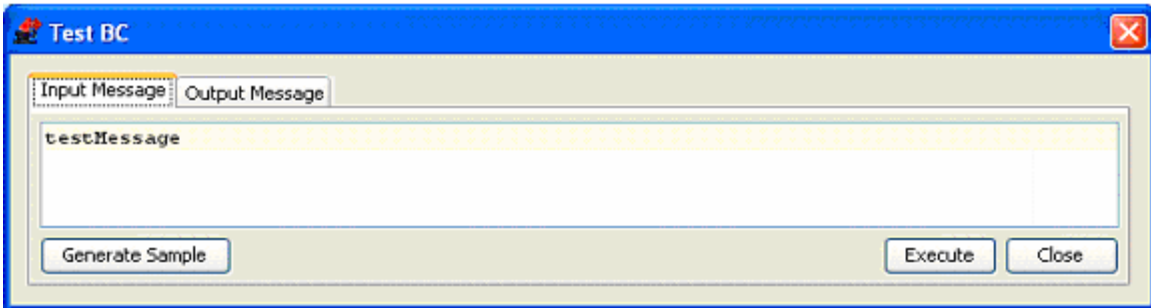 Test BC
Input Message Output Message
testMessage
Generate Sample Execute Close